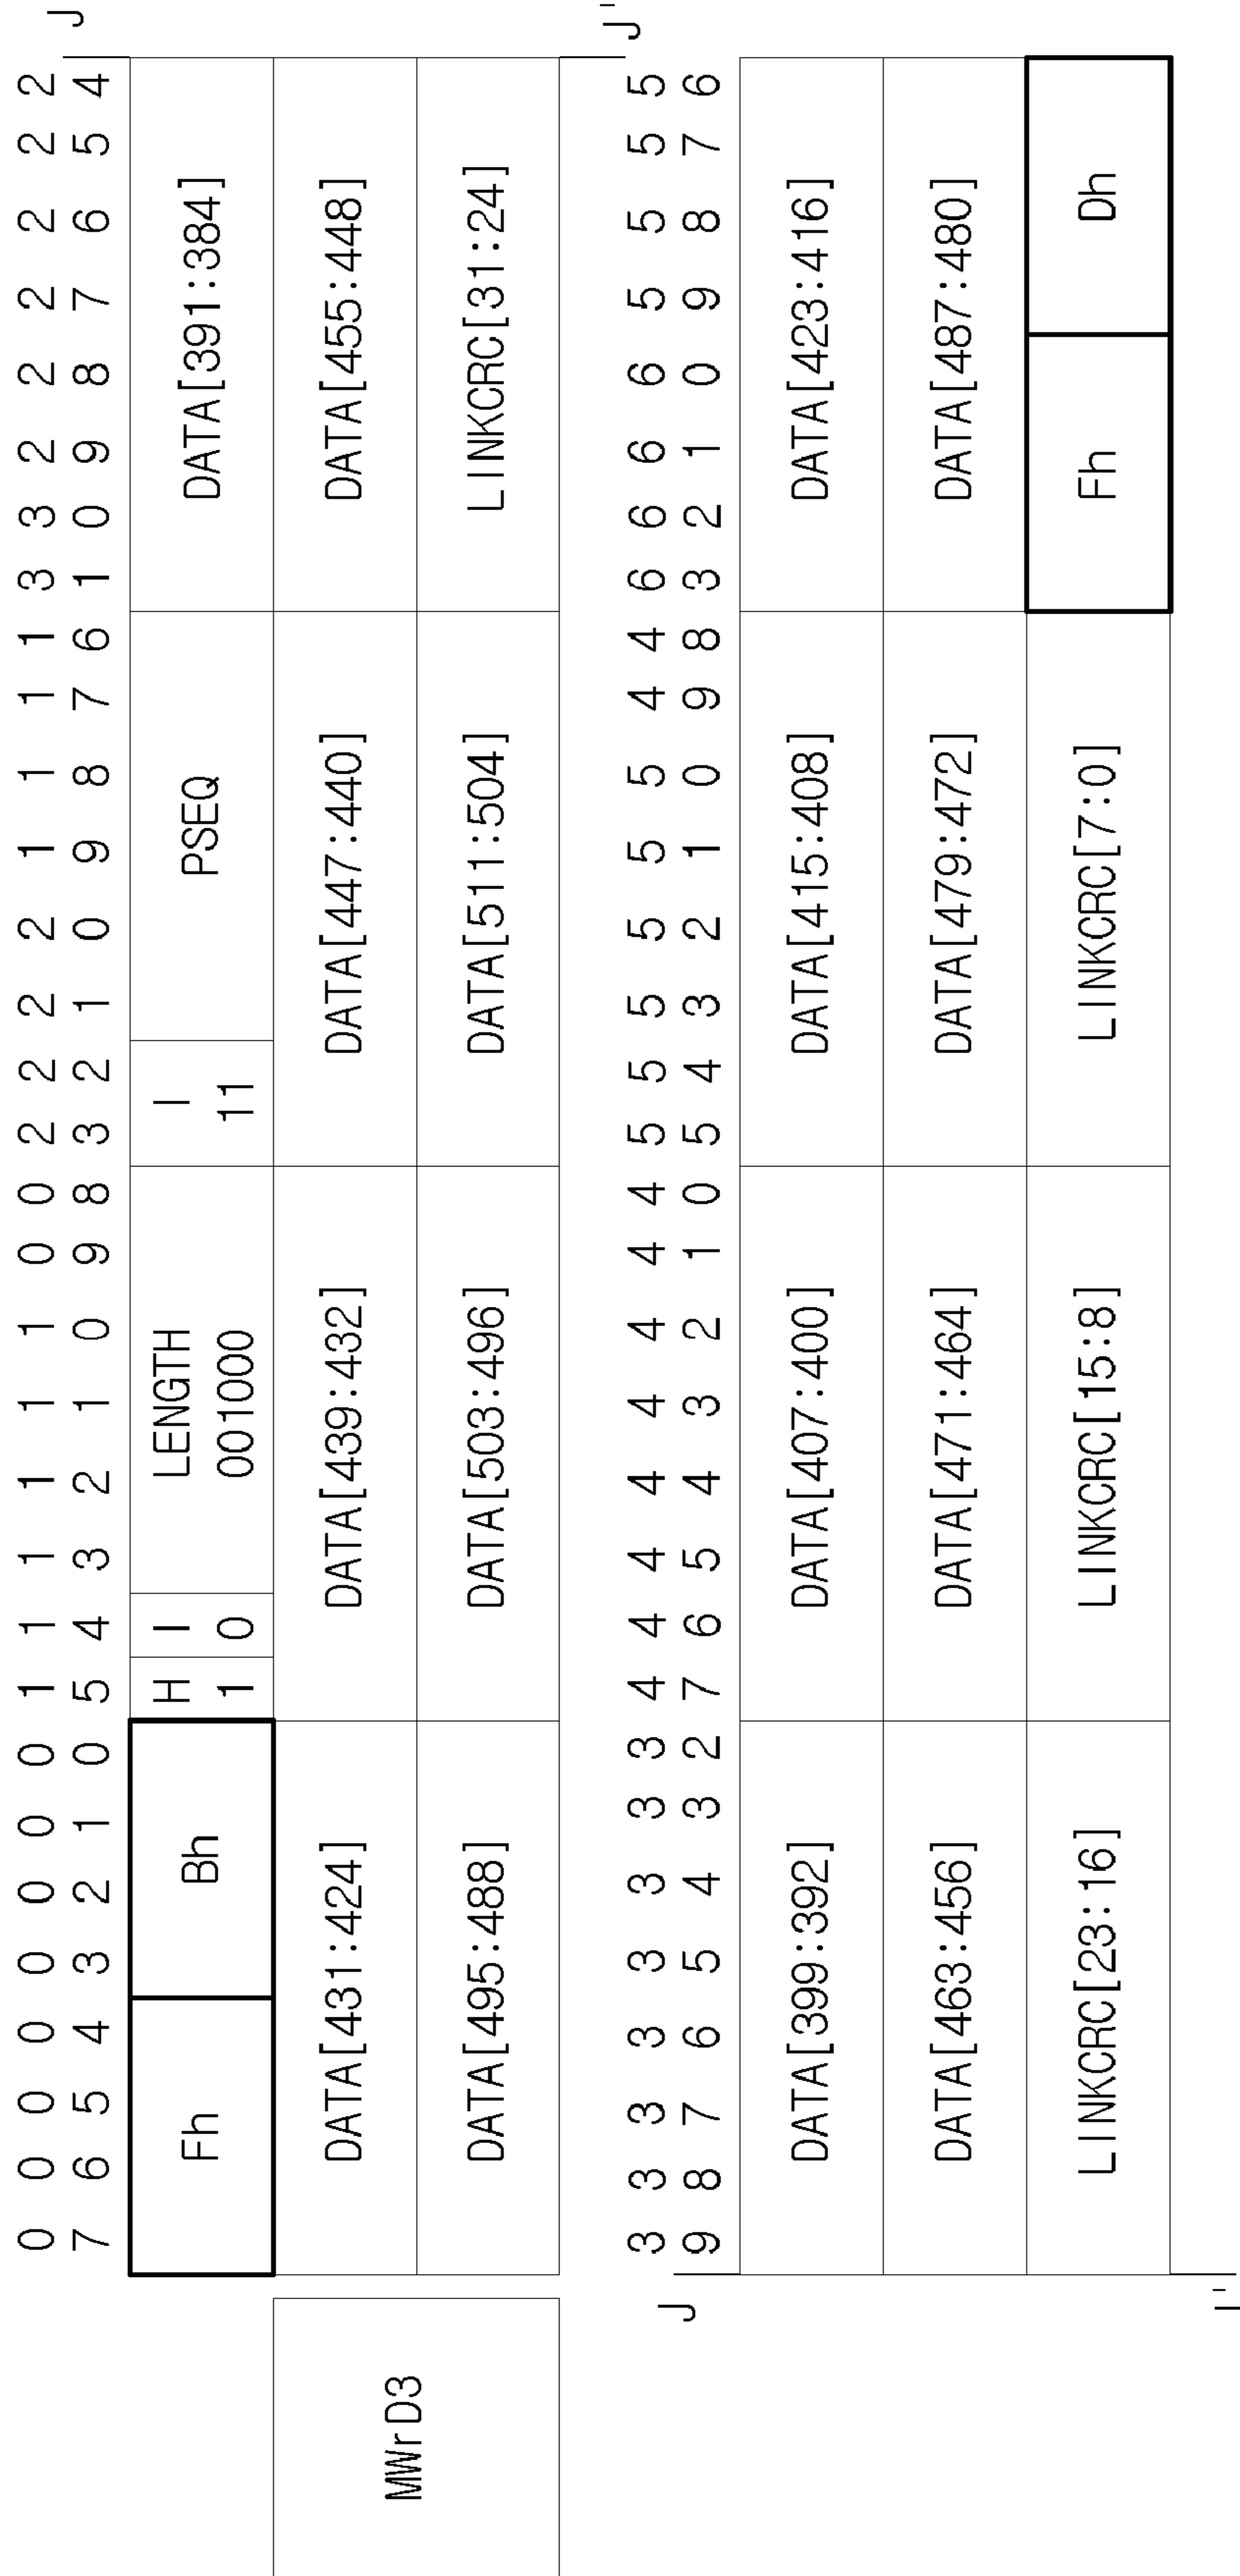 0 0 0 0 0 0 0 0 1 1 1 1 1 1 0 0 2 2 2 2 1 1 1 1 3 3 2 2 2 2 2 2
J
7 6 5 4 3 2 1 0 5 4 3 2 1 0 9 8 3 2 1 0 9 8 7 6 1 0 9 8 7 6 5 4
Fh Bh H I LENGTH I PSEQ DATA[391:384]
1 0 001000 11
DATA[431:424] DATA[439:432] DATA[447:440] DATA[455:448]
MWr D3
DATA[495:488] DATA[503:496] DATA[511:504] LINKCRC[31:24]
J'
3 3 3 3 3 3 3 3 4 4 4 4 4 4 4 4 5 5 5 5 5 5 4 4 6 6 6 6 5 5 5 5
J
9 8 7 6 5 4 3 2 7 6 5 4 3 2 1 0 5 4 3 2 1 0 9 8 3 2 1 0 9 8 7 6
DATA[399:392] DATA[407:400] DATA[415:408] DATA[423:416]
DATA[463:456] DATA[471:464] DATA[479:472] DATA[487:480]
LINKCRC[23:16] LINKCRC[15:8] LINKCRC[7:0] Fh Dh